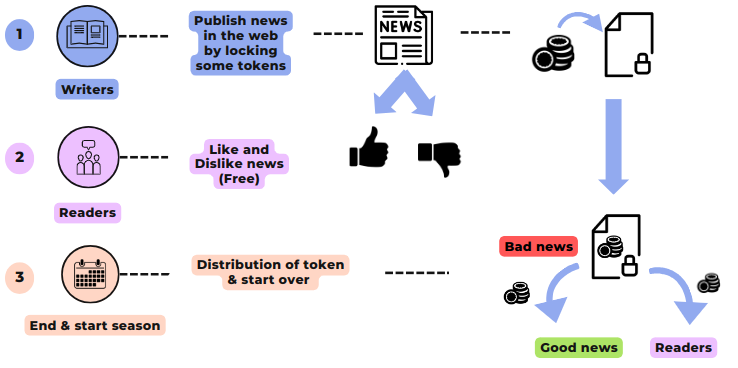 1
Writers
Publish news
in the web
by locking
some tokens
NEWS
2
Readers
Like and
Dislike news
(Free)
3
End & start season
Distribution of token
& start over
Bad news
Good news
Readers